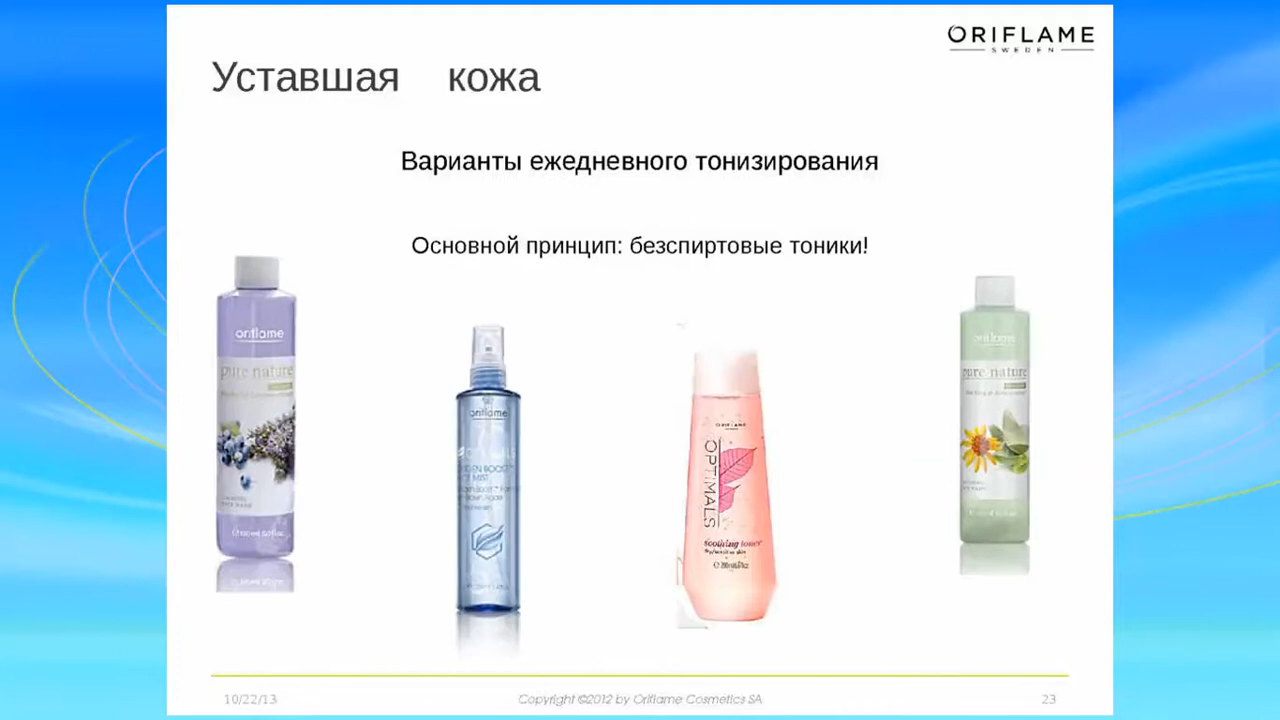 ORIFLAME
SWEDEN
Уставшая кожа
Варианты ежедневного тонизирования
Основной принцип: безспиртовые тоники!
oriflame
pure nature
oriflame
ORIFLAME
OPTIMALS
soothing toner
oriflame
pure nature
10/22/13
Copyright ©2012 by Oriflame Cosmetics SA
23